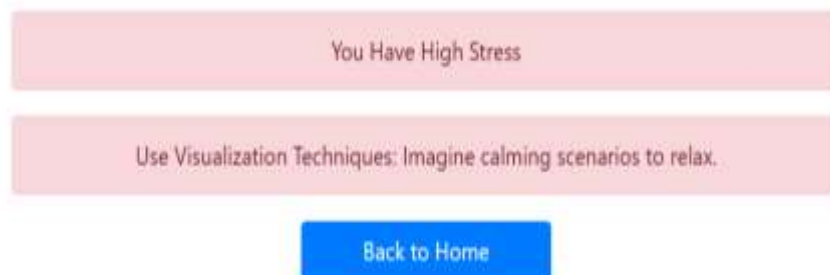 You Have High Stress
Use Visualization Techniques: Imagine calming scenarios to relax.
Back to Home